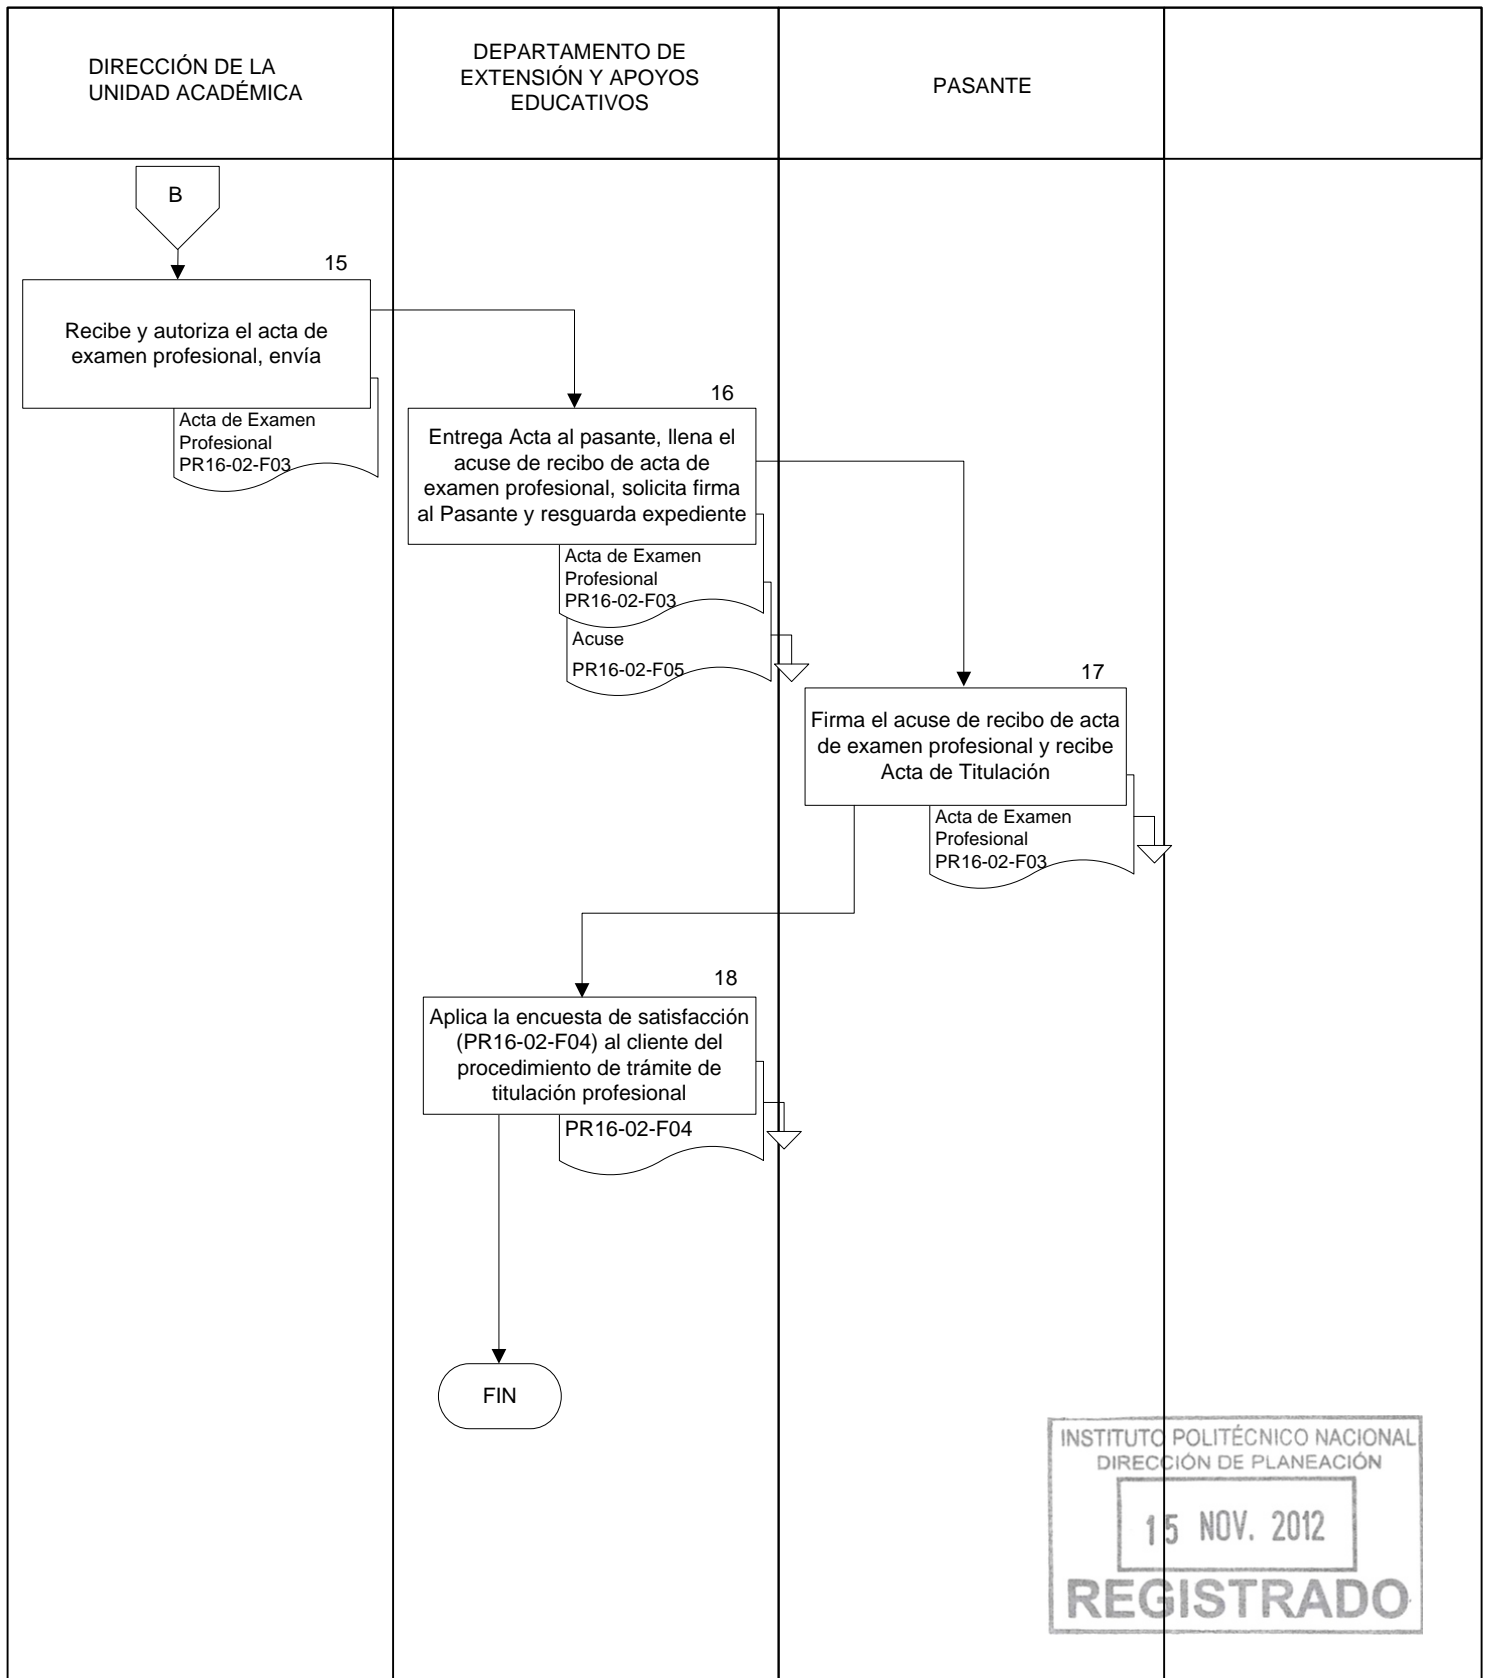 DIRECCIÓN DE LA
UNIDAD ACADÉMICA
DEPARTAMENTO DE
EXTENSIÓN Y APOYOS
EDUCATIVOS
PASANTE
B
15
Recibe y autoriza el acta de
examen profesional, envía
Acta de Examen
Profesional
PR16-02-F03
16
Entrega Acta al pasante, llena el
acuse de recibo de acta de
examen profesional, solicita firma
al Pasante y resguarda expediente
Acta de Examen
Profesional
PR16-02-F03
Acuse
PR16-02-F05
17
Firma el acuse de recibo de acta
de examen profesional y recibe
Acta de Titulación
Acta de Examen
Profesional
PR16-02-F03
18
Aplica la encuesta de satisfacción
(PR16-02-F04) al cliente del
procedimiento de trámite de
titulación profesional
PR16-02-F04
FIN
INSTITUTO POLITÉCNICO NACIONAL
DIRECCIÓN DE PLANEACIÓN
15 NOV. 2012
REGISTRADO